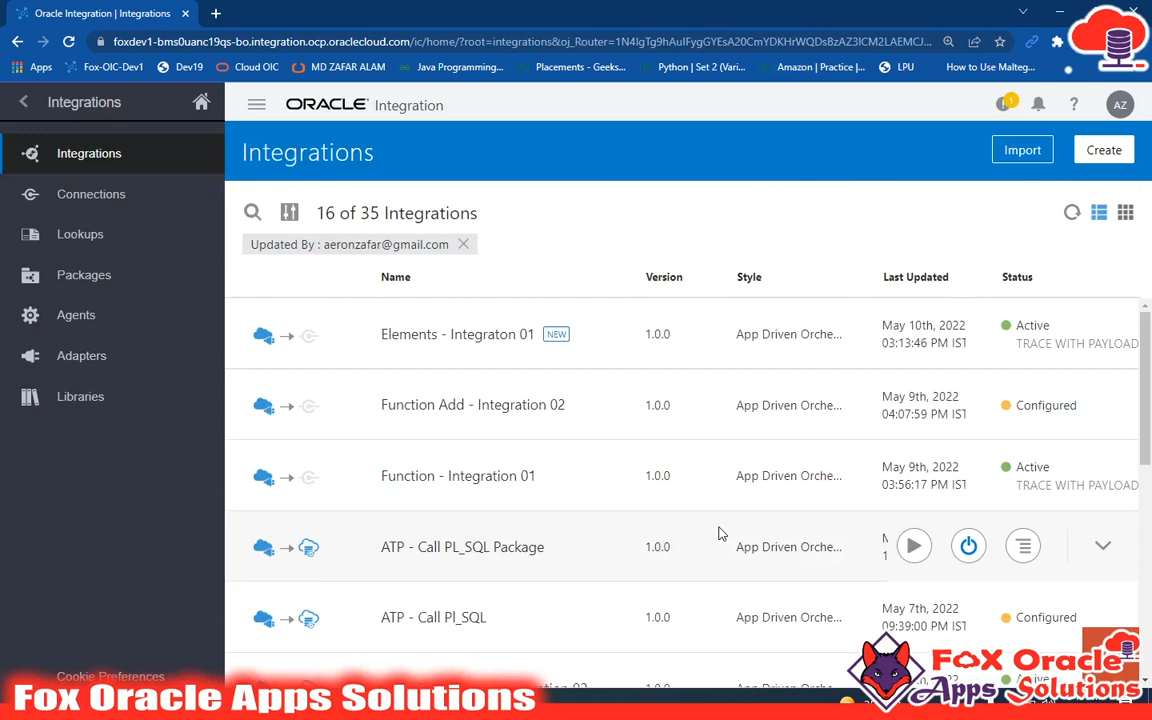 Oracle Integration | Integrations
foxdev1-bms0uanc19qs-bo.integration.ocp.oraclecloud.com/ic/home/?root=integrations&oj_Router=1N4IgTg9hAuIFygGYEsA20CmYDKHrWQDsBzAZ3ICM2LAEMCJ...
Apps Fox-OIC-Dev1 Dev19 Cloud OIC MD ZAFAR ALAM Java Programming... Placements - Geeks... Python | Set 2 (Vari... Amazon | Practice |... LPU How to Use Malteg...
Integrations
ORACLE Integration
1
?
AZ
Integrations
Connections
Lookups
Packages
Agents
Adapters
Libraries
Cookie Preferences
Integrations
Import Create
16 of 35 Integrations
Updated By : aeronzafar@gmail.com
Name Version Style Last Updated Status
Elements - Integraton 01 NEW 1.0.0 App Driven Orche... May 10th, 2022 Active
03:13:46 PM IST TRACE WITH PAYLOAD
Function Add - Integration 02 1.0.0 App Driven Orche... May 9th, 2022 Configured
04:07:59 PM IST
Function - Integration 01 1.0.0 App Driven Orche... May 9th, 2022 Active
03:56:17 PM IST TRACE WITH PAYLOAD
ATP - Call PL_SQL Package 1.0.0 App Driven Orche...
ATP - Call Pl_SQL 1.0.0 App Driven Orche... May 7th, 2022 Configured
09:39:00 PM IST
Fox Oracle Apps Solutions
FOX Oracle
Apps Solutions